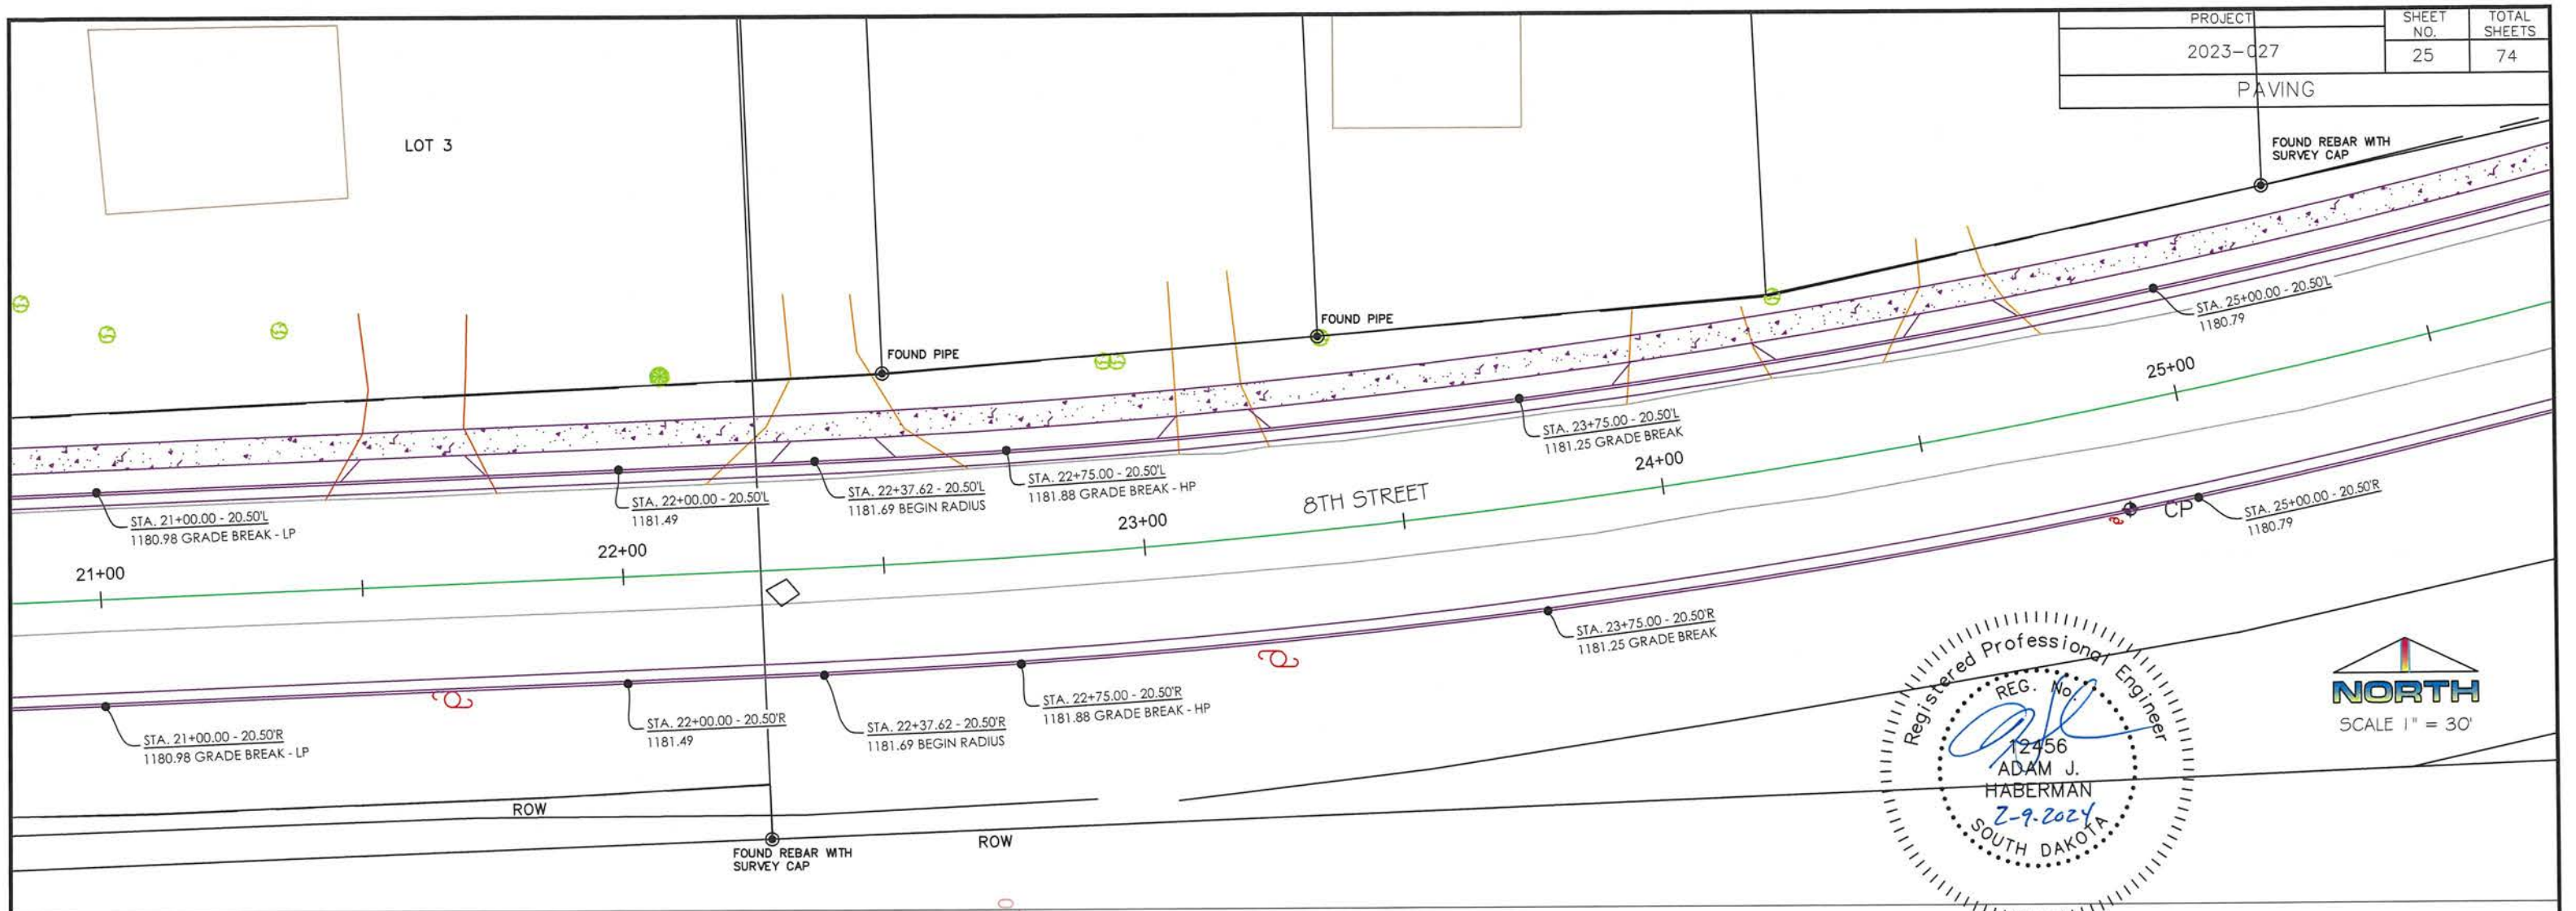 PROJECT
SHEET NO.
TOTAL SHEETS
2023-027
25
74
PAVING
LOT 3
FOUND REBAR WITH
SURVEY CAP
FOUND PIPE
FOUND PIPE
STA. 25+00.00 - 20.50'L
1180.79
25+00
STA. 23+75.00 - 20.50'L
1181.25 GRADE BREAK
24+00
STA. 22+75.00 - 20.50'L
1181.88 GRADE BREAK - HP
STA. 22+37.62 - 20.50'L
1181.69 BEGIN RADIUS
STA. 22+00.00 - 20.50'L
1181.49
STA. 21+00.00 - 20.50'L
1180.98 GRADE BREAK - LP
8TH STREET
23+00
22+00
21+00
CP
STA. 25+00.00 - 20.50'R
1180.79
STA. 23+75.00 - 20.50'R
1181.25 GRADE BREAK
STA. 22+75.00 - 20.50'R
1181.88 GRADE BREAK - HP
STA. 22+37.62 - 20.50'R
1181.69 BEGIN RADIUS
STA. 22+00.00 - 20.50'R
1181.49
STA. 21+00.00 - 20.50'R
1180.98 GRADE BREAK - LP
ROW
ROW
FOUND REBAR WITH
SURVEY CAP
Registered Professional Engineer
REG. No.
12456
ADAM J.
HABERMAN
2-9-2024
SOUTH DAKOTA
NORTH
SCALE 1" = 30'